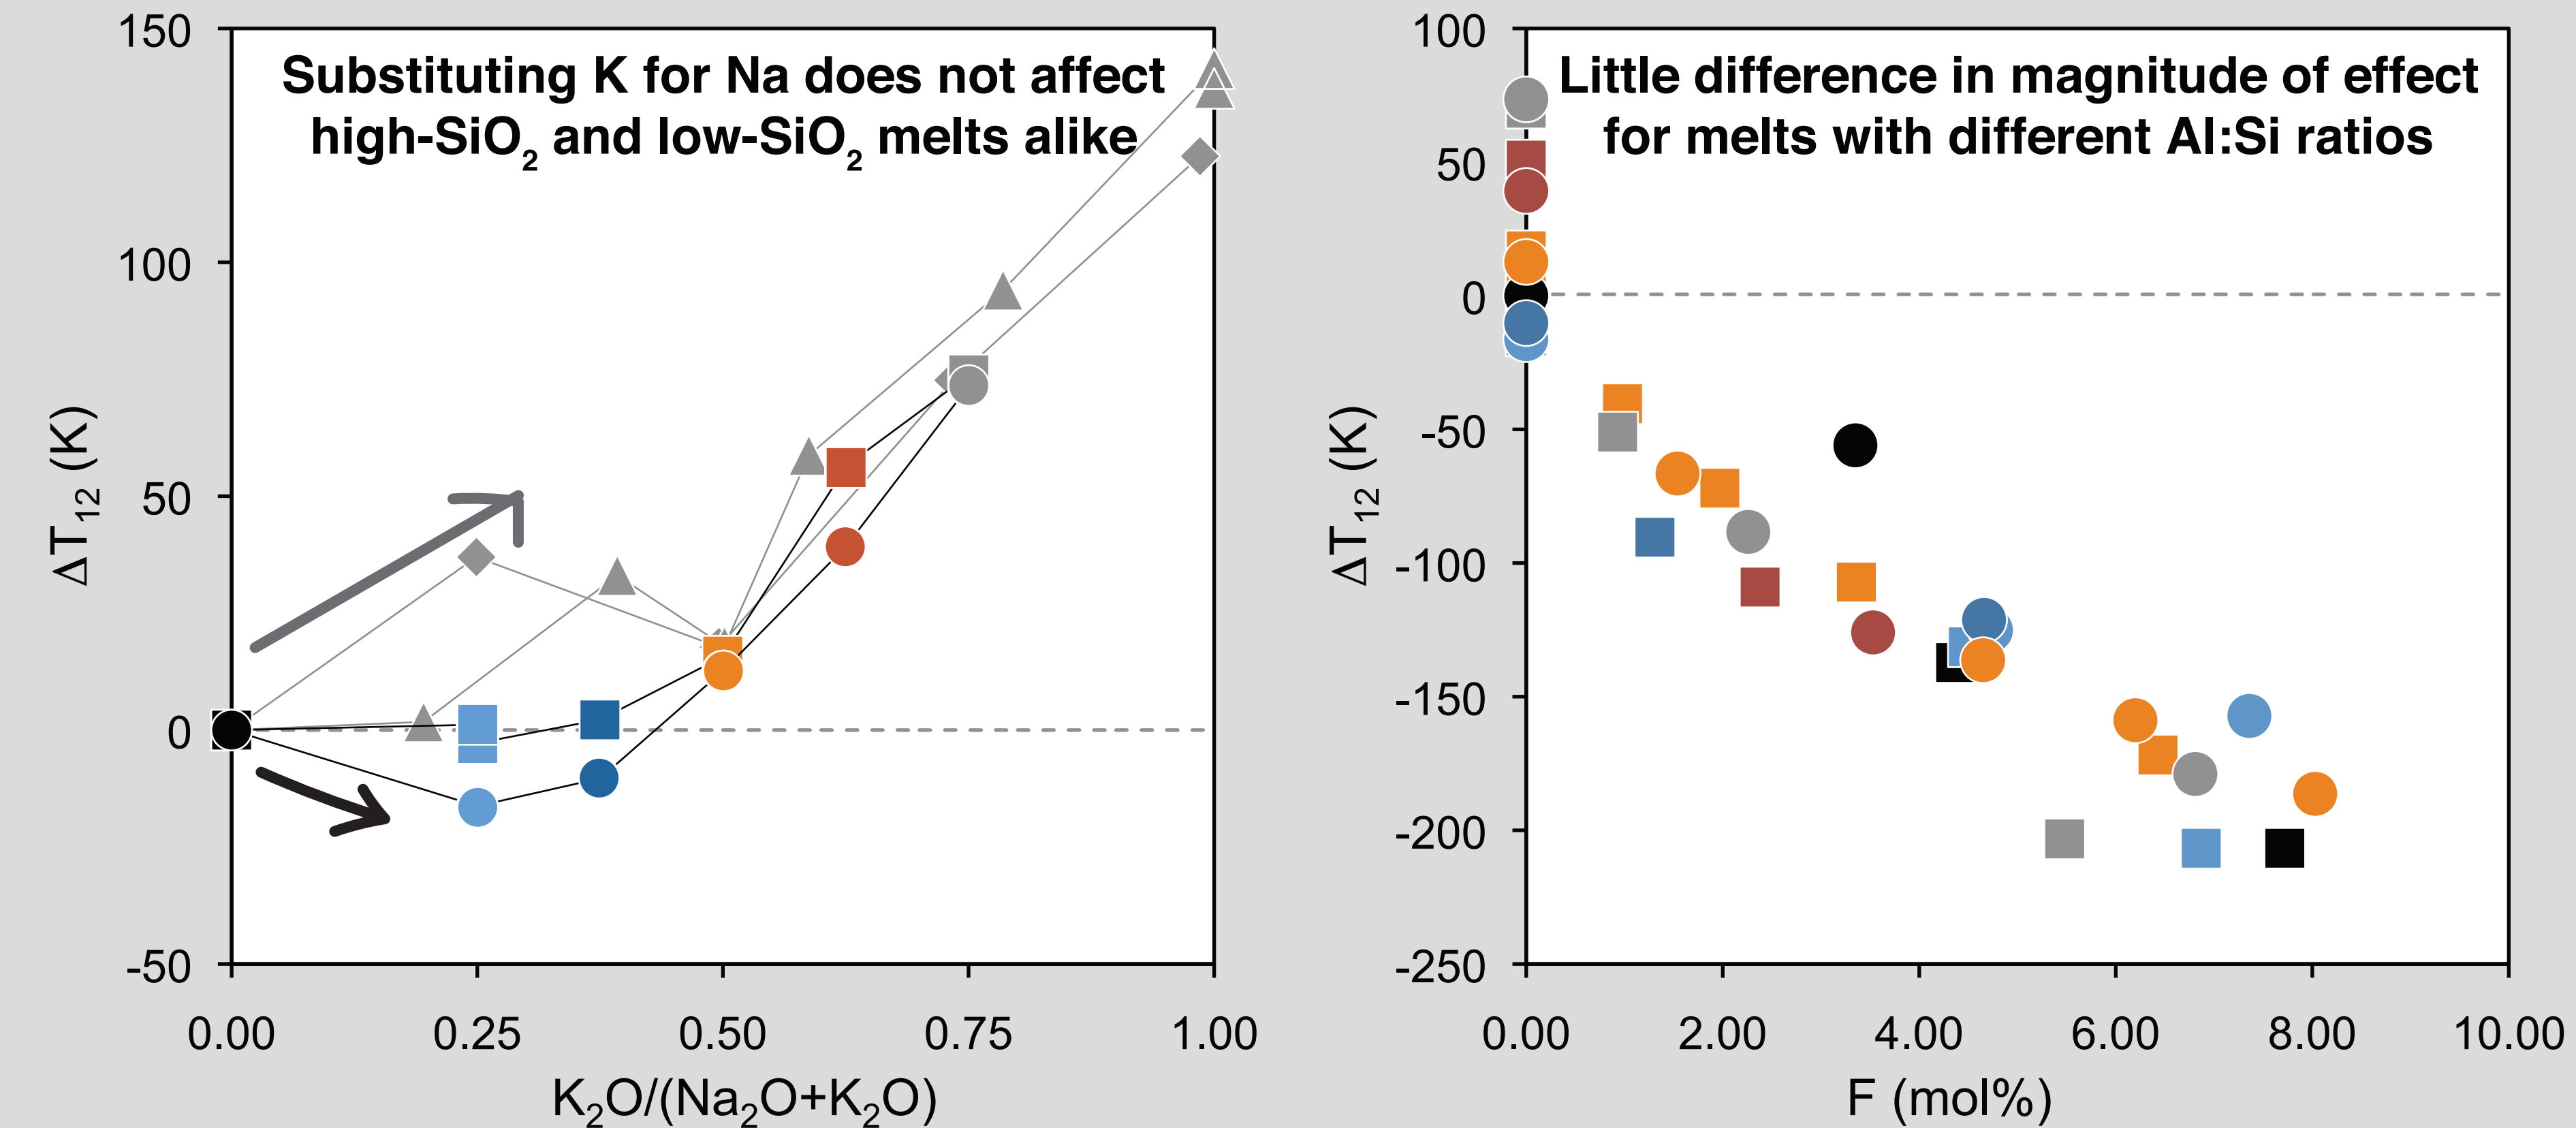 Substituting K for Na does not affect
high-SiO₂ and low-SiO₂ melts alike
150
100
50
0
-50
ΔT₁₂ (K)
0.00 0.25 0.50 0.75 1.00
K₂O/(Na₂O+K₂O)
Little difference in magnitude of effect
for melts with different Al:Si ratios
100
50
0
-50
-100
-150
-200
-250
ΔT₁₂ (K)
0.00 2.00 4.00 6.00 8.00 10.00
F (mol%)